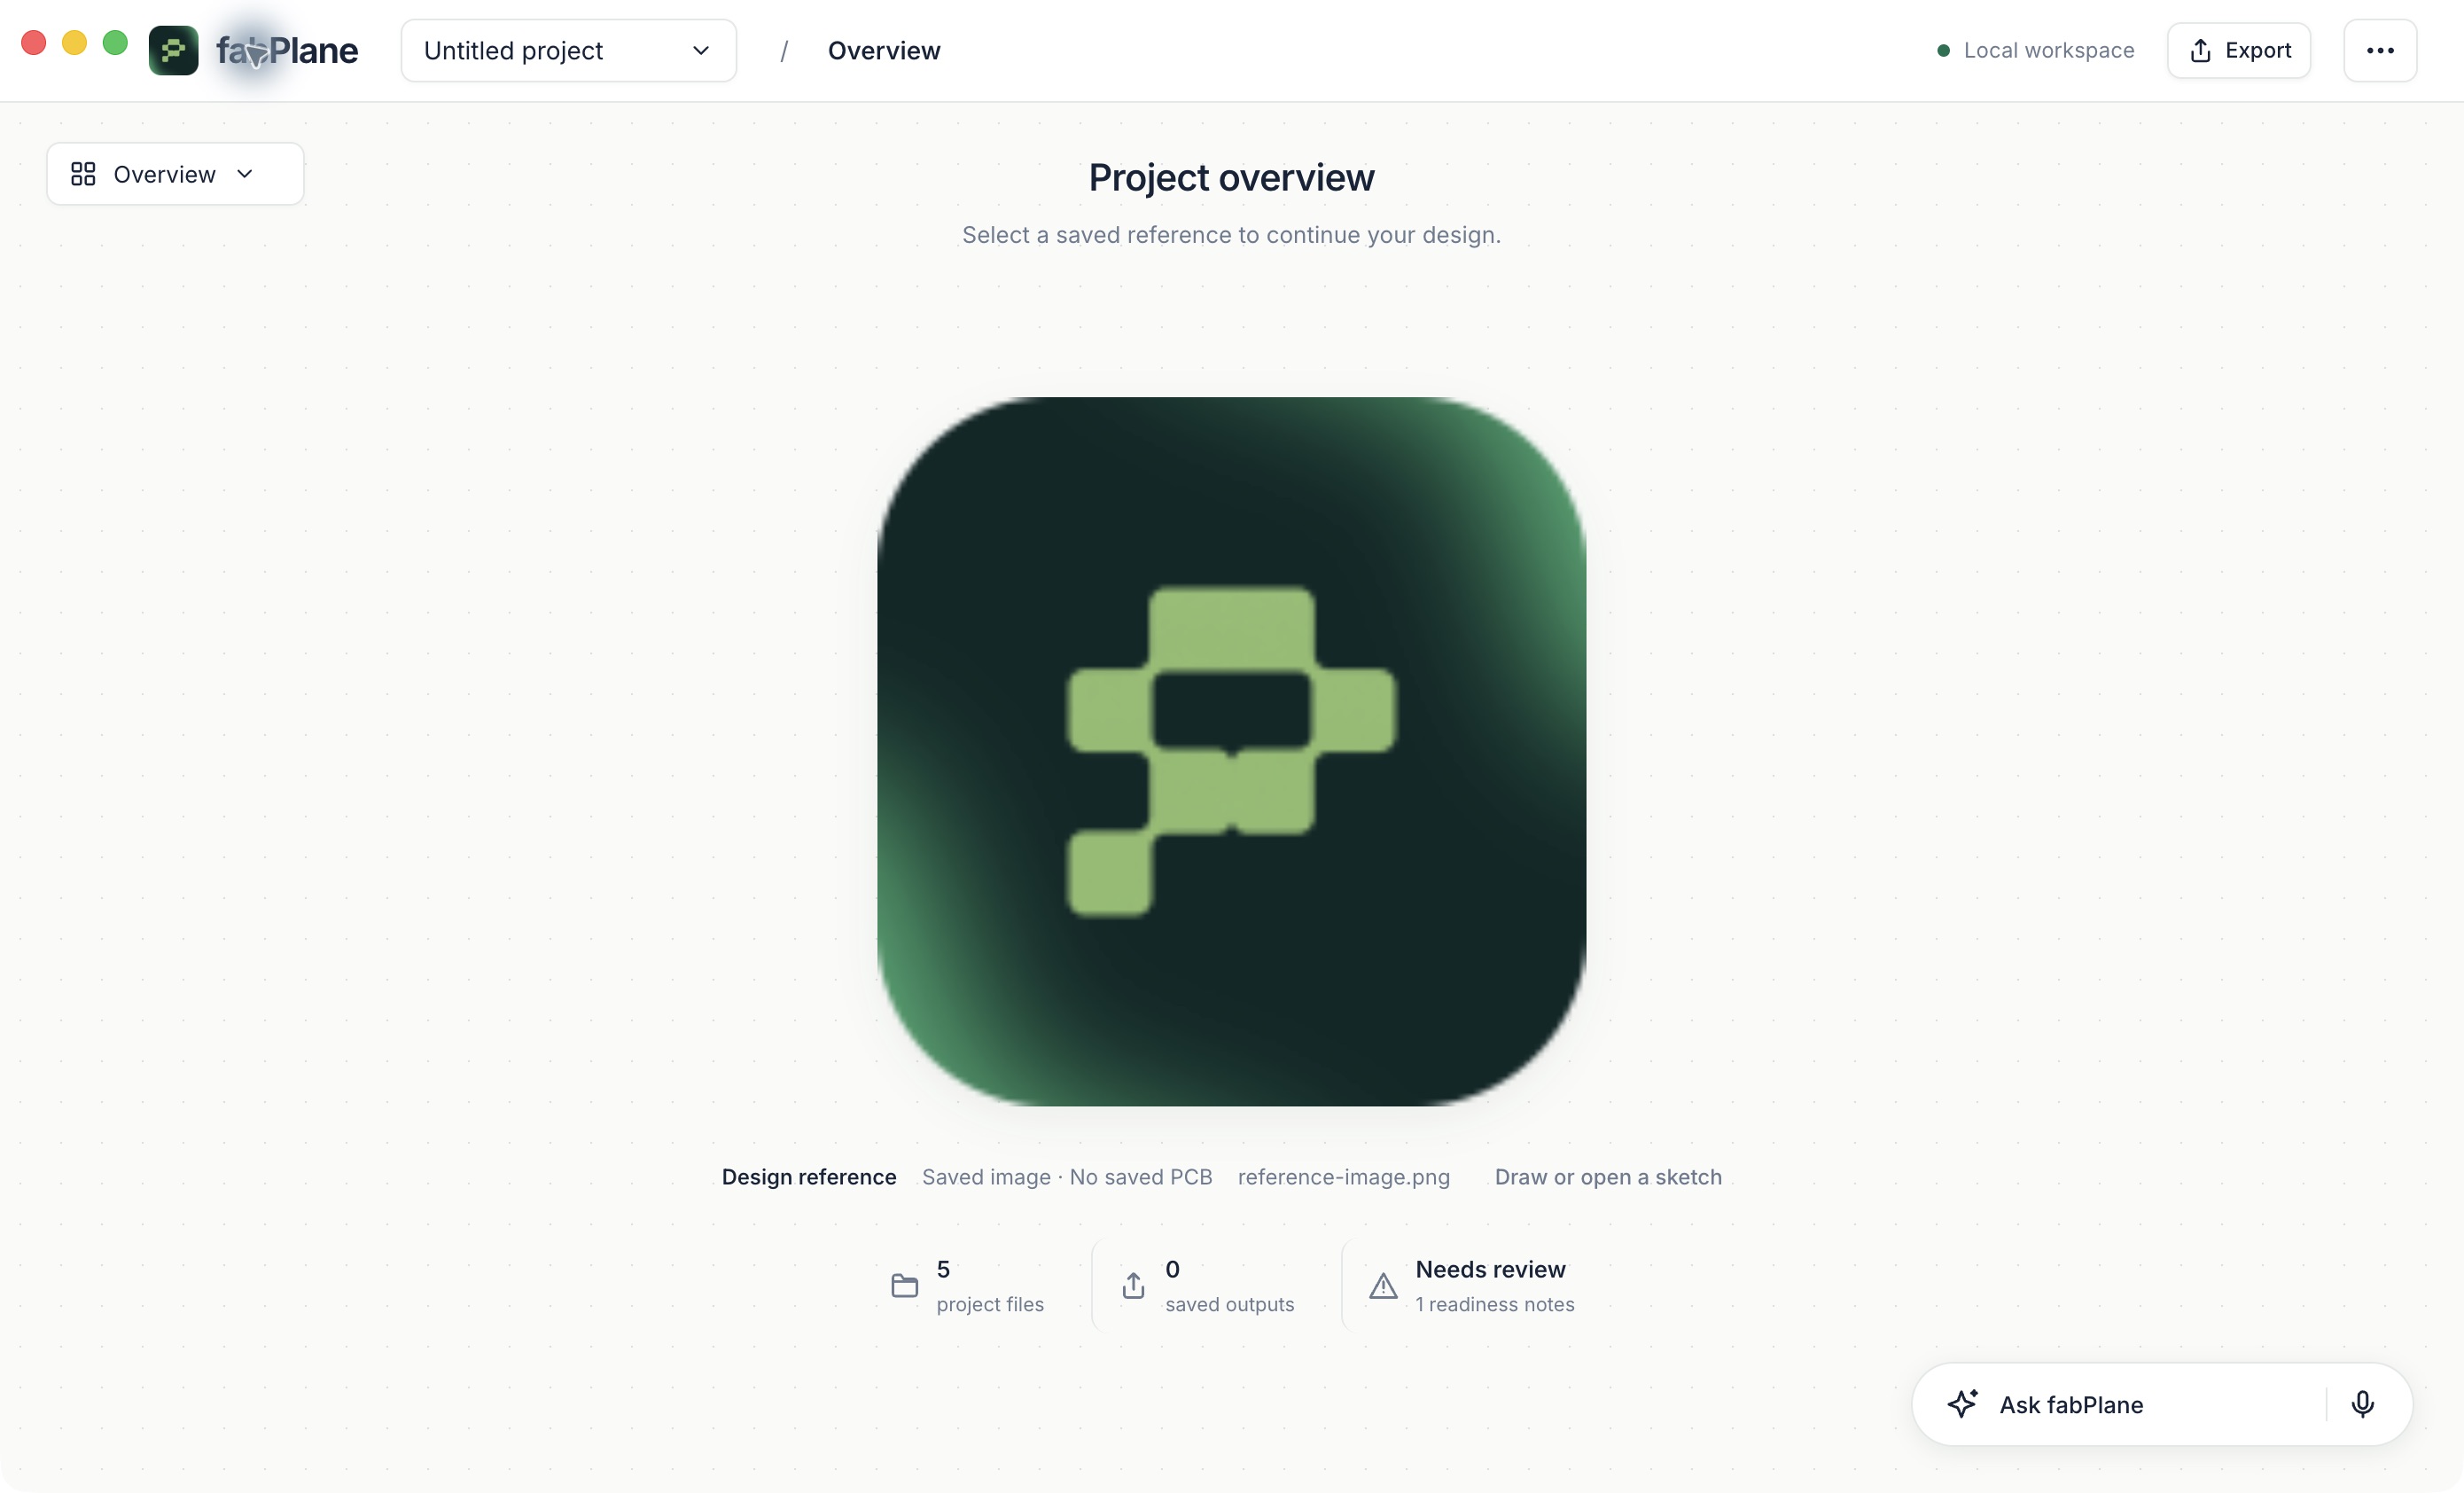 fabPlane
Untitled project
/
Overview
Local workspace
Export
Overview
Project overview
Select a saved reference to continue your design.
Design reference
Saved image · No saved PCB
reference-image.png
Draw or open a sketch
5
project files
0
saved outputs
Needs review
1 readiness notes
Ask fabPlane